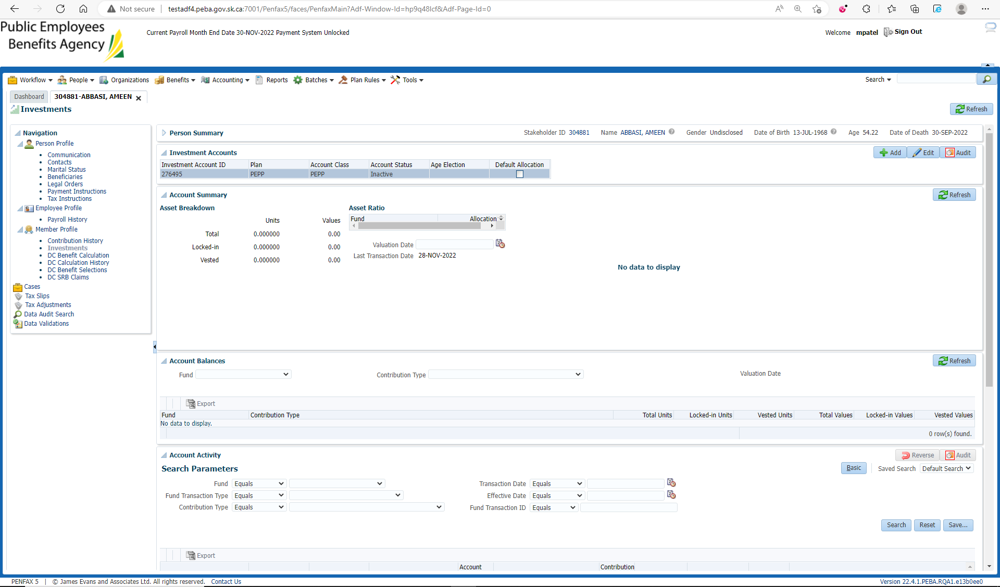 Not secure | testadf4.peba.gov.sk.ca:7001/Penfax5/faces/PenfaxMain?Adf-Window-Id=hp9q48lcf&Adf-Page-Id=0
Public Employees
Benefits Agency
Current Payroll Month End Date 30-NOV-2022 Payment System Unlocked
Welcome mpatel Sign Out
Workflow People Organizations Benefits Accounting Reports Batches Plan Rules Tools Search
Dashboard 304881-ABBASI, AMEEN
Investments Refresh
Navigation
Person Profile
Communication
Contacts
Marital Status
Beneficiaries
Legal Orders
Payment Instructions
Tax Instructions
Employee Profile
Payroll History
Member Profile
Contribution History
Investments
DC Benefit Calculation
DC Calculation History
DC Benefit Selections
DC SRB Claims
Cases
Tax Slips
Tax Adjustments
Data Audit Search
Data Validations
Person Summary Stakeholder ID 304881 Name ABBASI, AMEEN Gender Undisclosed Date of Birth 13-JUL-1968 Age 54.22 Date of Death 30-SEP-2022
Investment Accounts Add Edit Audit
Investment Account ID Plan Account Class Account Status Age Election Default Allocation
276495 PEPP PEPP Inactive
Account Summary Refresh
Asset Breakdown Asset Ratio
Units Values Fund Allocation
Total 0.000000 0.00
Locked-in 0.000000 0.00 Valuation Date
Vested 0.000000 0.00 Last Transaction Date 28-NOV-2022
No data to display
Account Balances Refresh
Fund Contribution Type Valuation Date
Export
Fund Contribution Type Total Units Locked-in Units Vested Units Total Values Locked-in Values Vested Values
No data to display.
0 row(s) found.
Account Activity Reverse Audit
Search Parameters Basic Saved Search Default Search
Fund Equals Transaction Date Equals
Fund Transaction Type Equals Effective Date Equals
Contribution Type Equals Fund Transaction ID Equals
Search Reset Save...
Export
Account Contribution
PENFAX 5 | © James Evans and Associates Ltd. All rights reserved. Contact Us Version 22.4.1.PEBA.RQA1.e13b0ee0